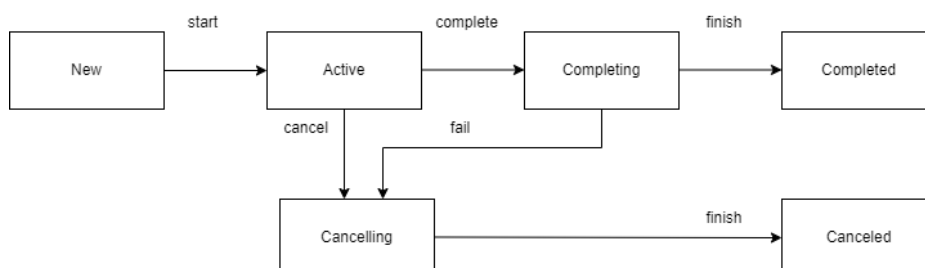 start
complete
finish
New
Active
Completing
Completed
cancel
fail
Cancelling
finish
Canceled